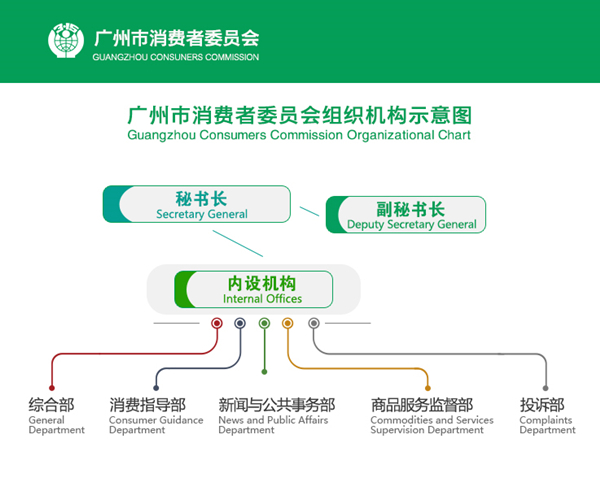 广州市消费者委员会
GUANGZHOU CONSUNERS COMMISSION
广州市消费者委员会组织机构示意图
Guangzhou Consumers Commission Organizational Chart
秘书长
Secretary General
副秘书长
Deputy Secretary General
内设机构
Internal Offices
综合部
General
Department
消费指导部
Consumer Guidance
Department
新闻与公共事务部
News and Public Affairs
Department
商品服务监督部
Commodities and Services
Supervision Department
投诉部
Complaints
Department